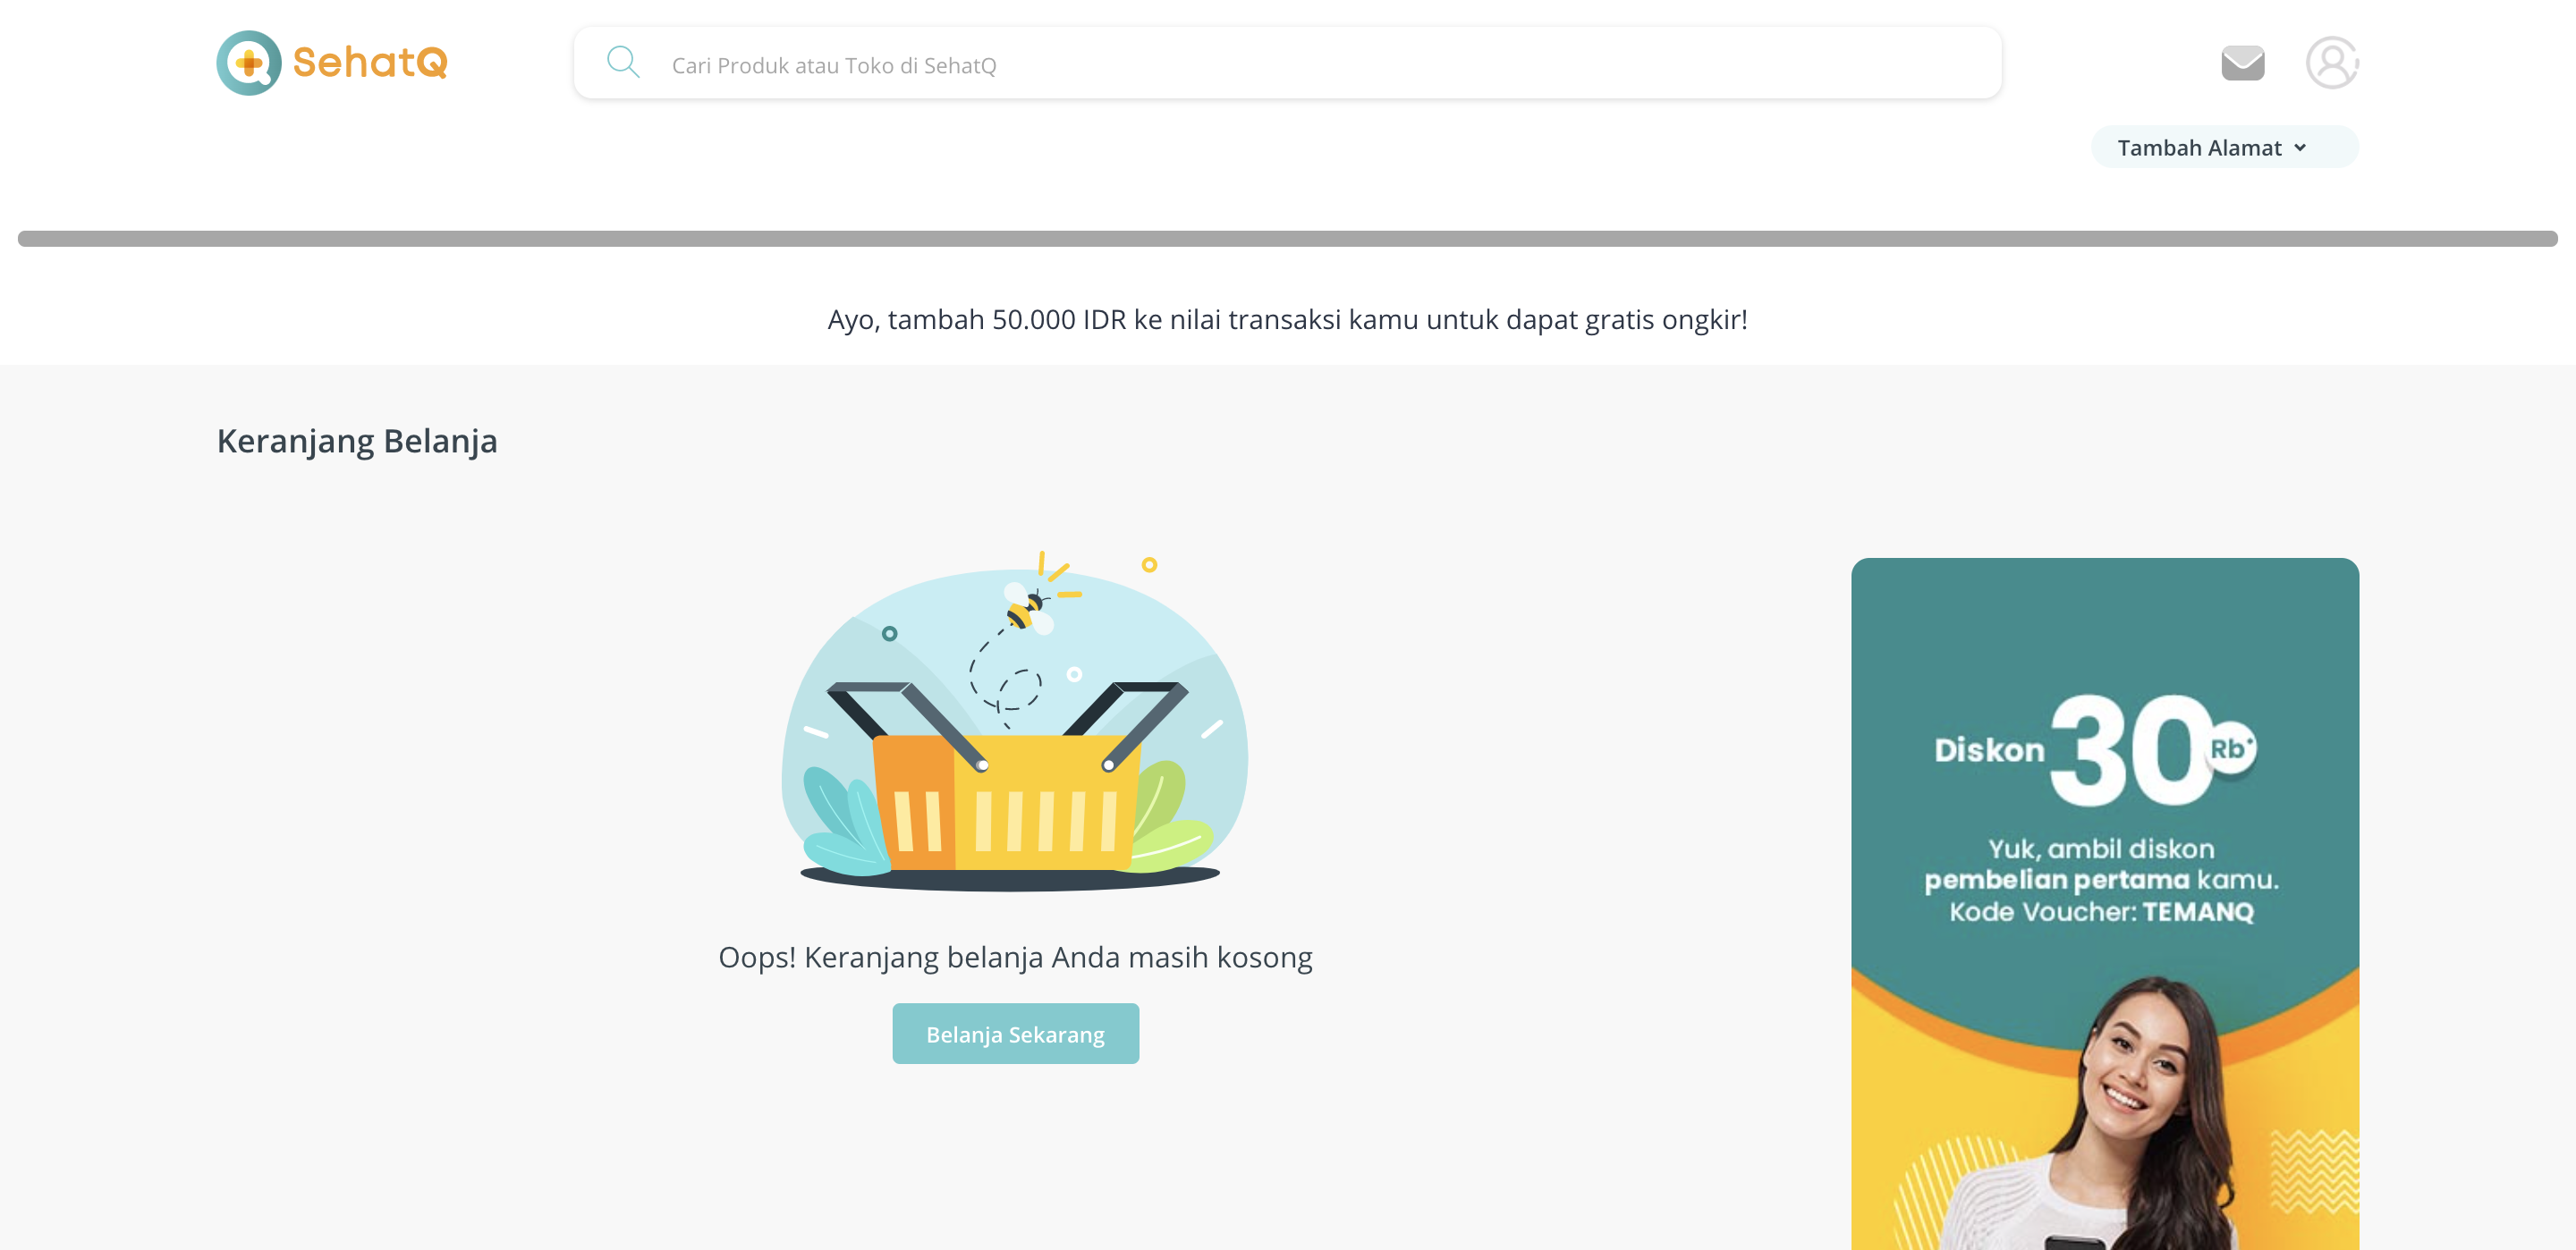 SehatQ
Cari Produk atau Toko di SehatQ
Tambah Alamat
Ayo, tambah 50.000 IDR ke nilai transaksi kamu untuk dapat gratis ongkir!
Keranjang Belanja
Oops! Keranjang belanja Anda masih kosong
Belanja Sekarang
Diskon 30 Rb*
Yuk, ambil diskon
pembelian pertama kamu.
Kode Voucher: TEMANQ